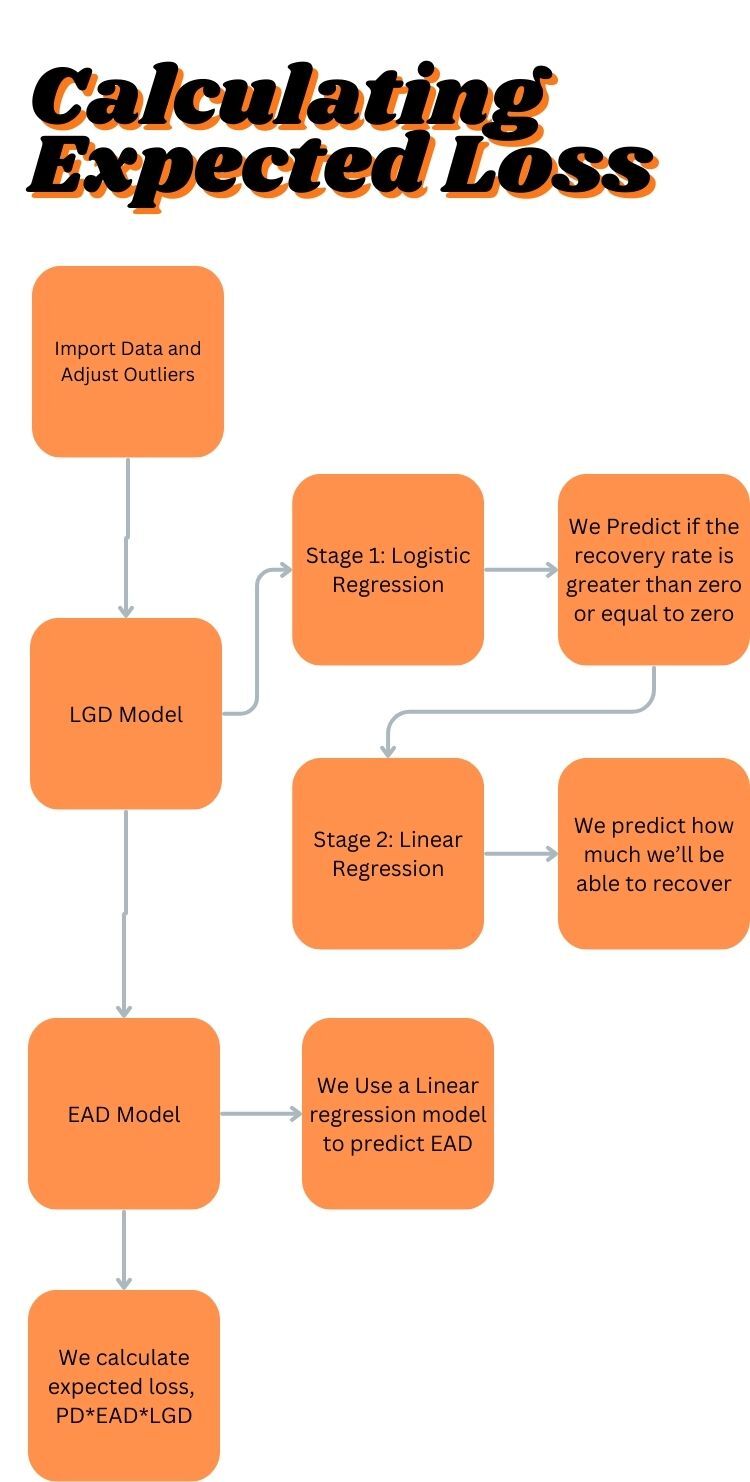 Calculating
Expected Loss
Import Data and
Adjust Outliers
Stage 1: Logistic
Regression
We Predict if the
recovery rate is
greater than zero
or equal to zero
LGD Model
Stage 2: Linear
Regression
We predict how
much we’ll be
able to recover
EAD Model
We Use a Linear
regression model
to predict EAD
We calculate
expected loss,
PD*EAD*LGD